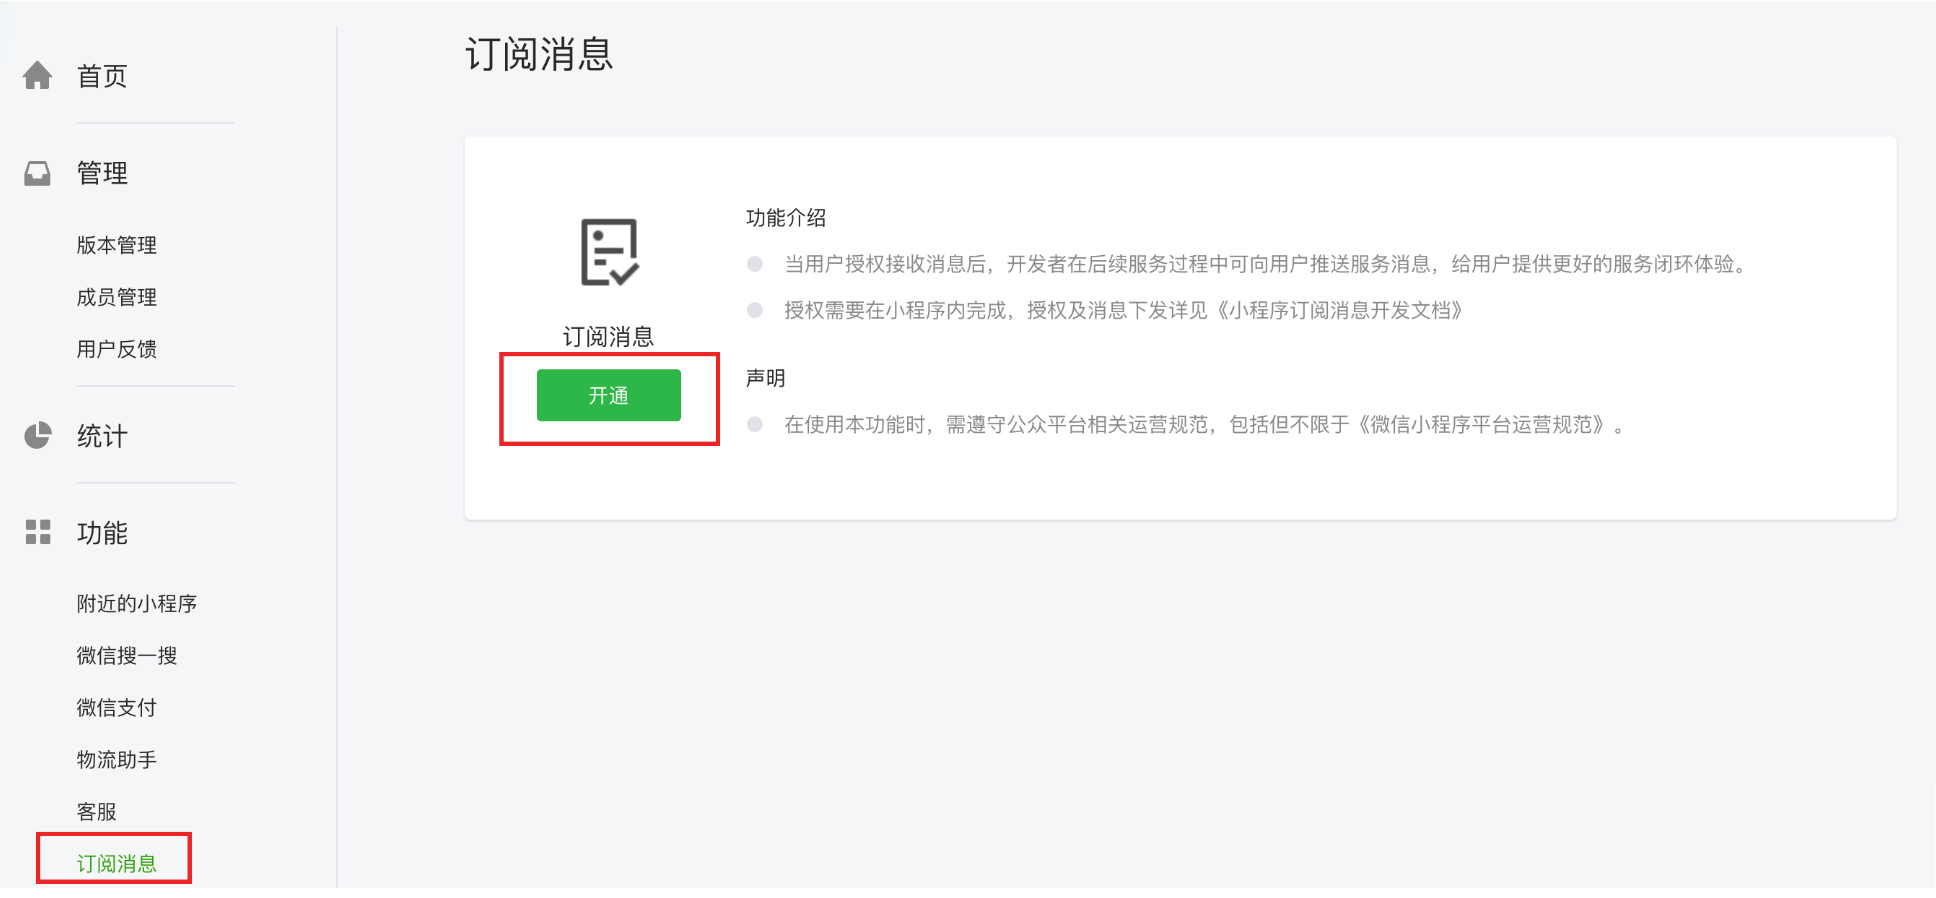 首页
管理
版本管理
成员管理
用户反馈
统计
功能
附近的小程序
微信搜一搜
微信支付
物流助手
客服
订阅消息
订阅消息
订阅消息
开通
功能介绍
当用户授权接收消息后，开发者在后续服务过程中可向用户推送服务消息，给用户提供更好的服务闭环体验。
授权需要在小程序内完成，授权及消息下发详见《小程序订阅消息开发文档》
声明
在使用本功能时，需遵守公众平台相关运营规范，包括但不限于《微信小程序平台运营规范》。